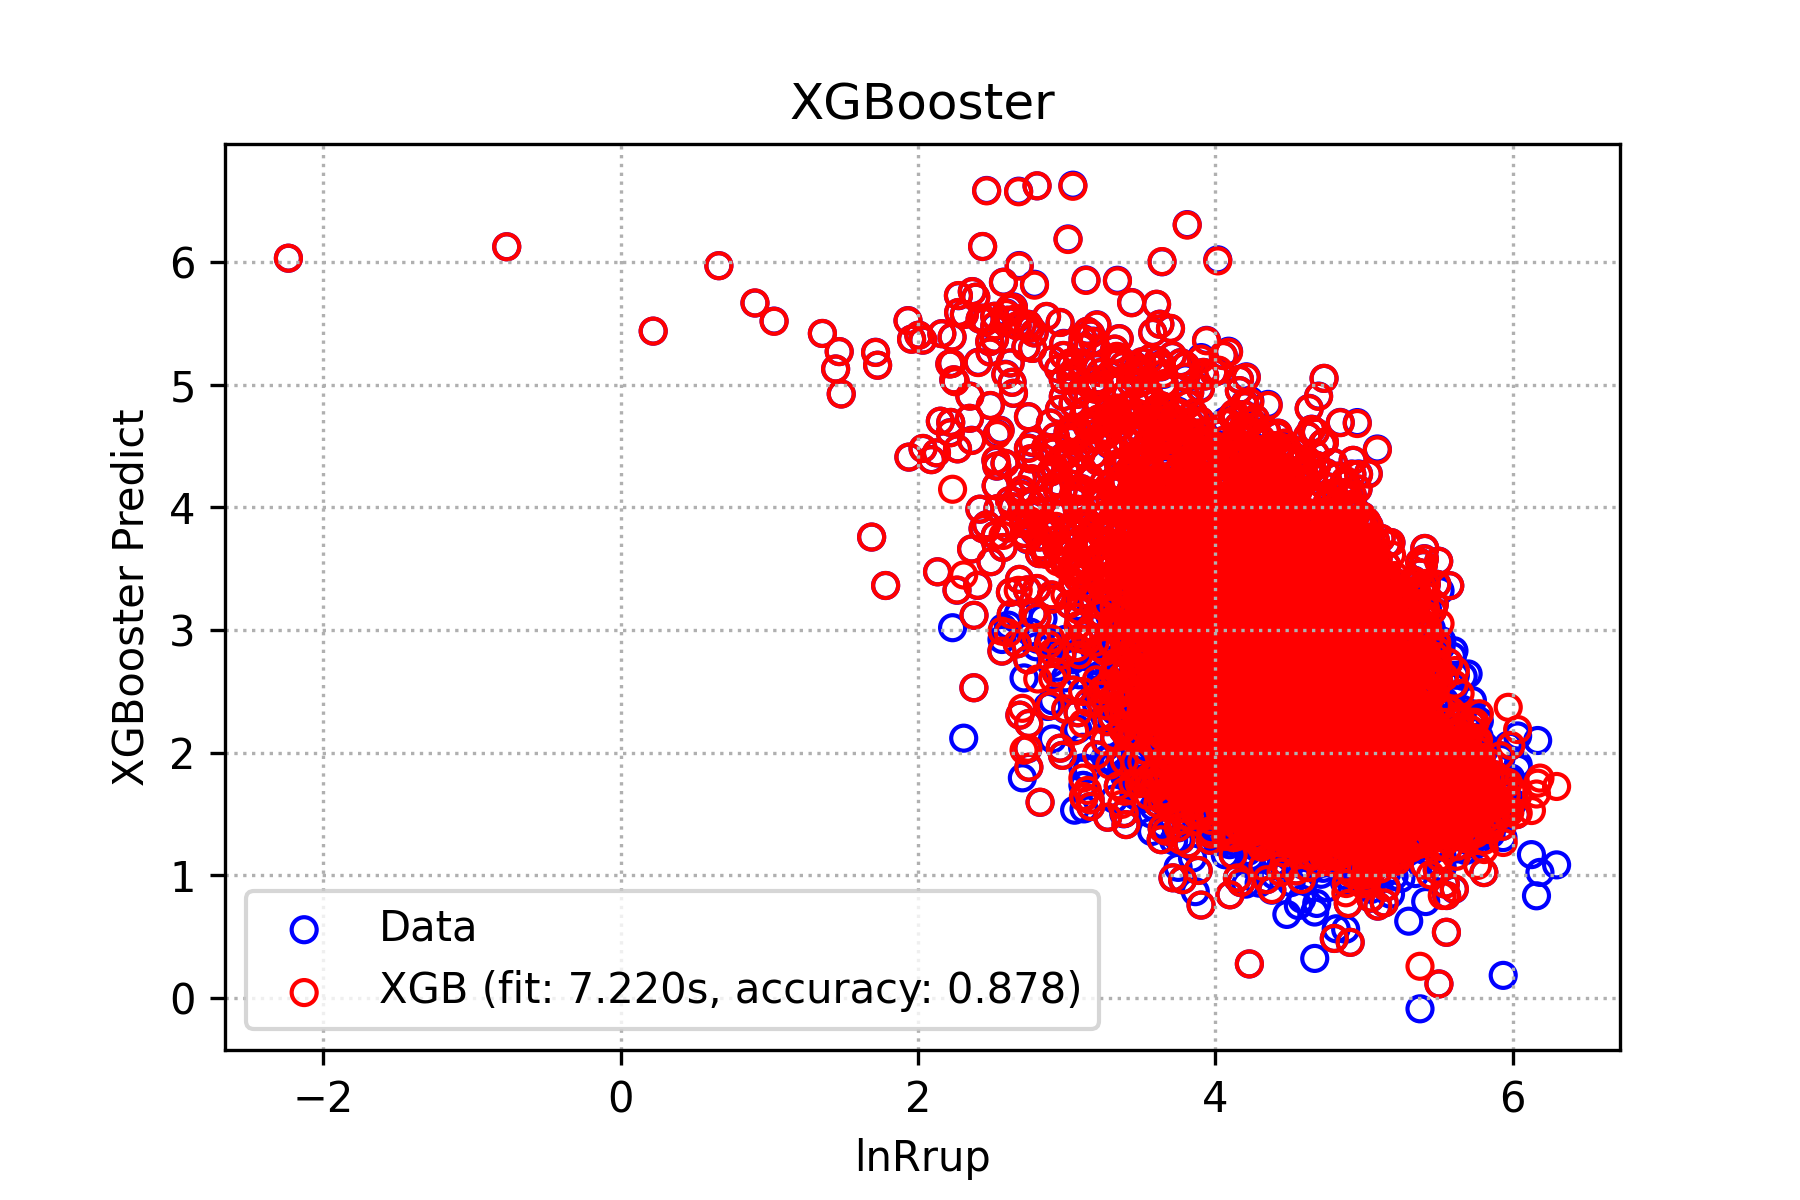 XGBooster
XGBooster Predict
6
5
4
3
2
1
0
Data
XGB (fit: 7.220s, accuracy: 0.878)
−2 0 2 4 6
lnRrup